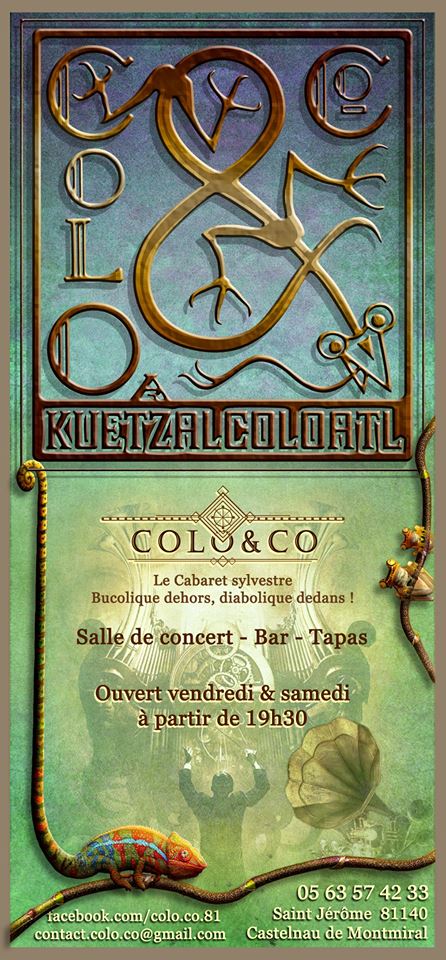 COLO
&
CO
A
KUETZALCOLOATL
COLO & CO
Le Cabaret sylvestre
Bucolique dehors, diabolique dedans !
Salle de concert - Bar - Tapas
Ouvert vendredi & samedi
à partir de 19h30
05 63 57 42 33
facebook.com/colo.co.81
Saint Jérôme 81140
contact.colo.co@gmail.com
Castelnau de Montmiral